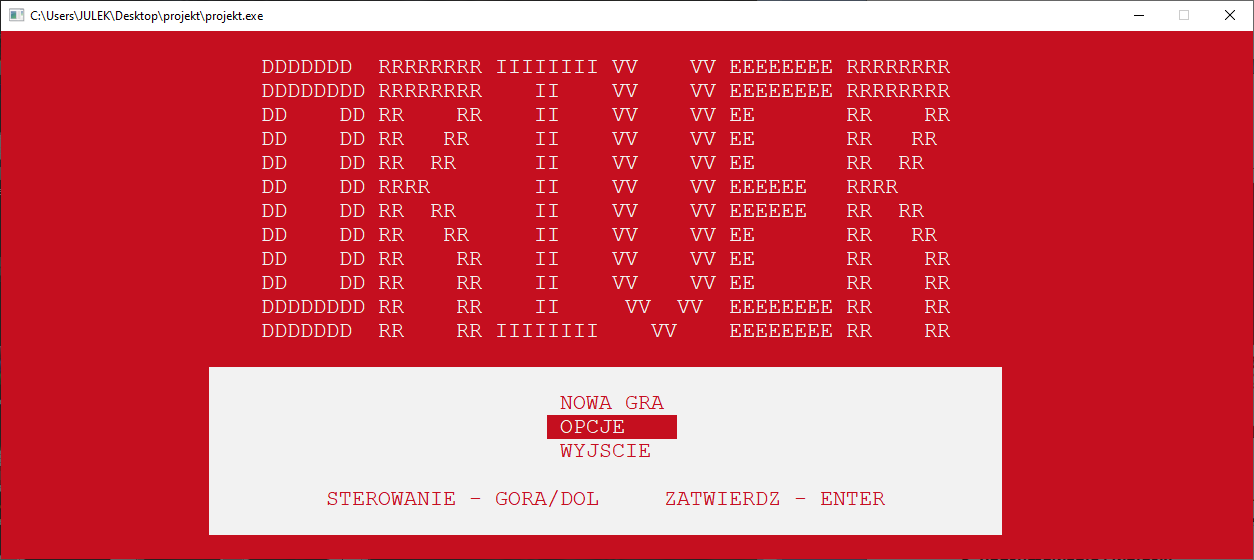 C:\Users\JULEK\Desktop\projekt\projekt.exe
DDDDDDD  RRRRRRRR IIIIIIII VV    VV EEEEEEEE RRRRRRRR
DDDDDDDD RRRRRRRR    II    VV    VV EEEEEEEE RRRRRRRR
DD    DD RR    RR    II    VV    VV EE       RR    RR
DD    DD RR   RR     II    VV    VV EE       RR   RR
DD    DD RR  RR      II    VV    VV EE       RR  RR
DD    DD RRRR        II    VV    VV EEEEEE   RRRR
DD    DD RR  RR      II    VV    VV EEEEEE   RR  RR
DD    DD RR   RR     II    VV    VV EE       RR   RR
DD    DD RR    RR    II    VV    VV EE       RR    RR
DD    DD RR    RR    II    VV    VV EE       RR    RR
DDDDDDDD RR    RR    II     VV  VV  EEEEEEEE RR    RR
DDDDDDD  RR    RR IIIIIIII    VV    EEEEEEEE RR    RR
NOWA GRA
OPCJE
WYJSCIE
STEROWANIE - GORA/DOL     ZATWIERDZ - ENTER